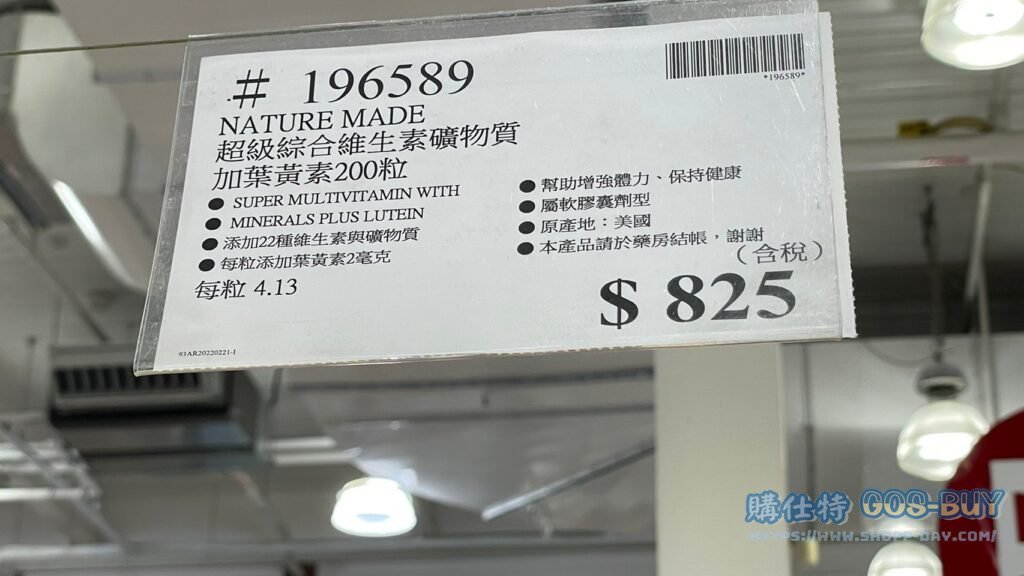 # 196589
*196589*
NATURE MADE
超級綜合維生素礦物質
加葉黃素200粒
● SUPER MULTIVITAMIN WITH
● MINERALS PLUS LUTEIN
● 添加22種維生素與礦物質
● 每粒添加葉黃素2毫克
每粒 4.13
● 幫助增強體力、保持健康
● 屬軟膠囊劑型
● 原產地：美國
● 本產品請於藥房結帳，謝謝
（含稅）
$ 825
93AR20220221-1
購仕特 GOS-BUY
HTTPS://WWW.SHOPP-DAY.COM/